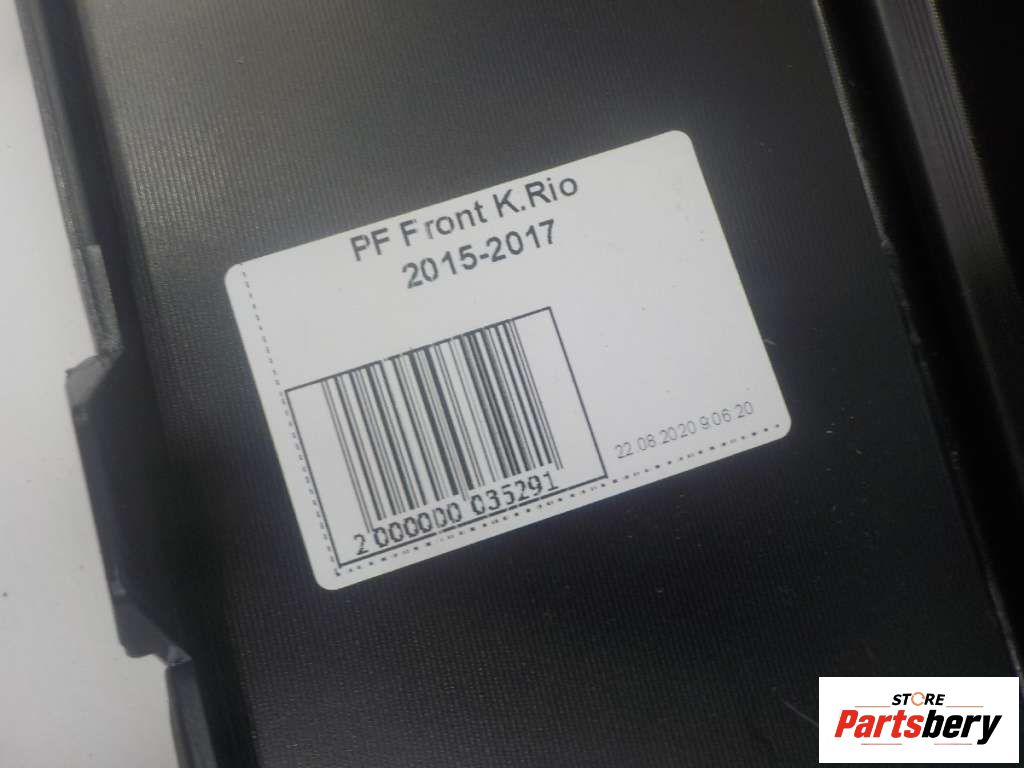 PF Front K.Rio
2015-2017
2 000000 035291
22.08.2020 9:06:20
STORE
Partsbery